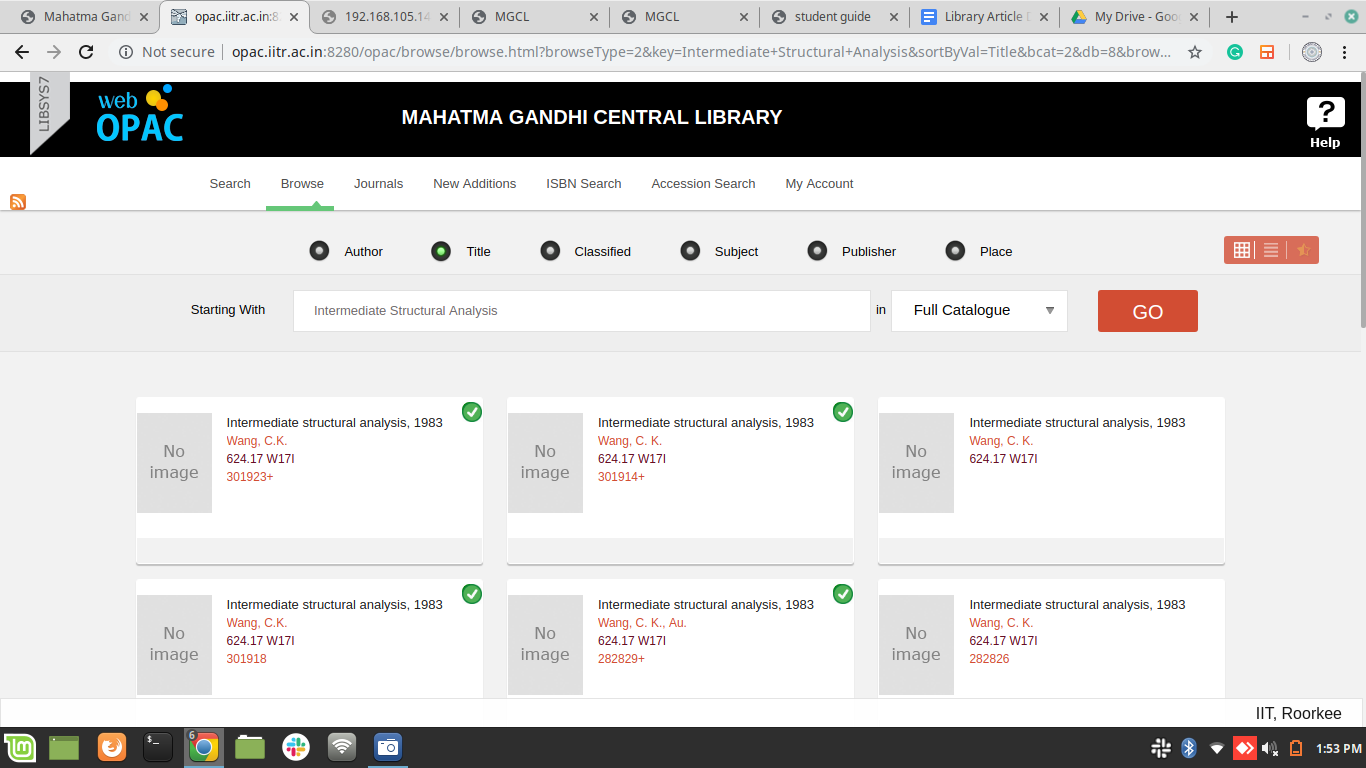 Mahatma Gand
opac.iitr.ac.in:8
192.168.105.14
MGCL
MGCL
student guide
Library Article D
My Drive - Goo
Not secure
opac.iitr.ac.in:8280/opac/browse/browse.html?browseType=2&key=Intermediate+Structural+Analysis&sortByVal=Title&bcat=2&db=8&brow...
LIBSYS7
web
OPAC
MAHATMA GANDHI CENTRAL LIBRARY
?
Help
Search
Browse
Journals
New Additions
ISBN Search
Accession Search
My Account
Author
Title
Classified
Subject
Publisher
Place
Starting With
Intermediate Structural Analysis
in
Full Catalogue
GO
No
image
Intermediate structural analysis, 1983
Wang, C.K.
624.17 W17I
301923+
No
image
Intermediate structural analysis, 1983
Wang, C. K.
624.17 W17I
301914+
No
image
Intermediate structural analysis, 1983
Wang, C. K.
624.17 W17I
No
image
Intermediate structural analysis, 1983
Wang, C.K.
624.17 W17I
301918
No
image
Intermediate structural analysis, 1983
Wang, C. K., Au.
624.17 W17I
282829+
No
image
Intermediate structural analysis, 1983
Wang, C. K.
624.17 W17I
282826
IIT, Roorkee
$_
6
1:53 PM